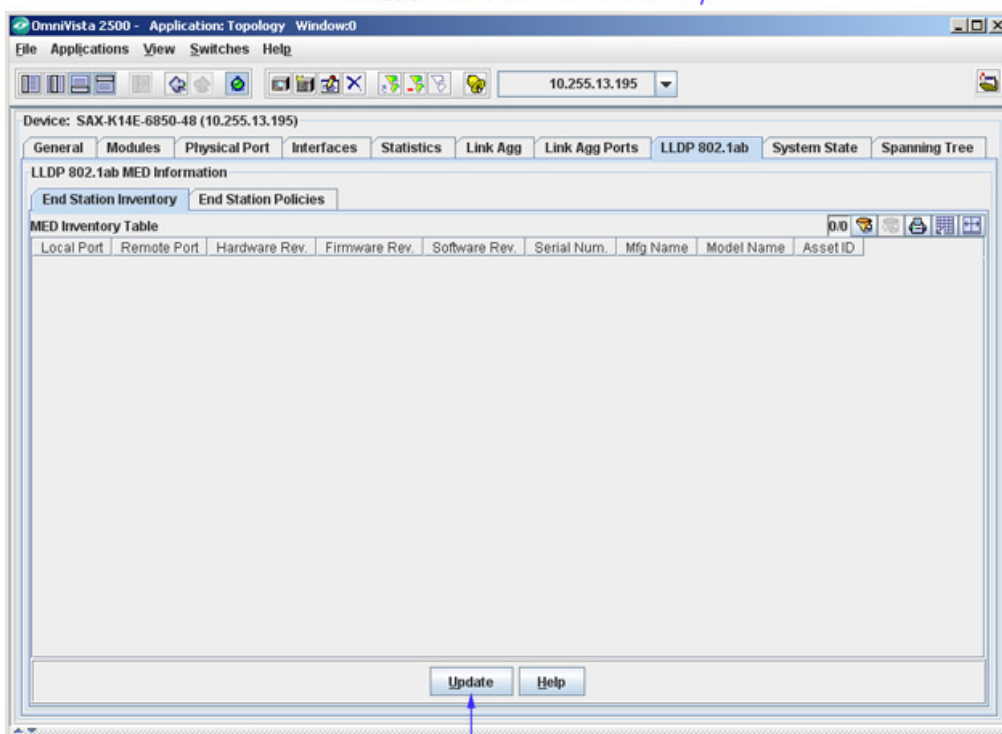 OmniVista 2500 - Application: Topology Window:0
File Applications View Switches Help
10.255.13.195
Device: SAX-K14E-6850-48 (10.255.13.195)
General Modules Physical Port Interfaces Statistics Link Agg Link Agg Ports LLDP 802.1ab System State Spanning Tree
LLDP 802.1ab MED Information
End Station Inventory End Station Policies
MED Inventory Table 0/0
Local Port Remote Port Hardware Rev. Firmware Rev. Software Rev. Serial Num. Mfg Name Model Name Asset ID
Update Help